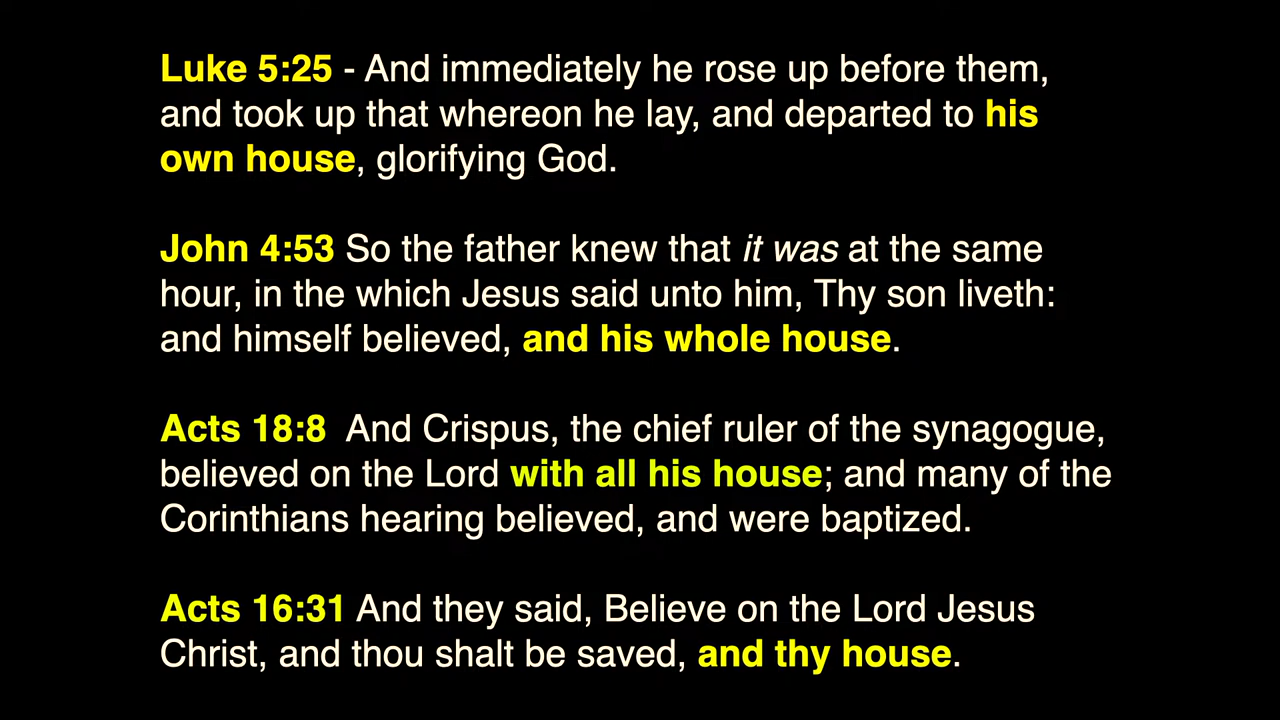 Luke 5:25 - And immediately he rose up before them,
and took up that whereon he lay, and departed to his
own house, glorifying God.
John 4:53 So the father knew that it was at the same
hour, in the which Jesus said unto him, Thy son liveth:
and himself believed, and his whole house.
Acts 18:8  And Crispus, the chief ruler of the synagogue,
believed on the Lord with all his house; and many of the
Corinthians hearing believed, and were baptized.
Acts 16:31 And they said, Believe on the Lord Jesus
Christ, and thou shalt be saved, and thy house.